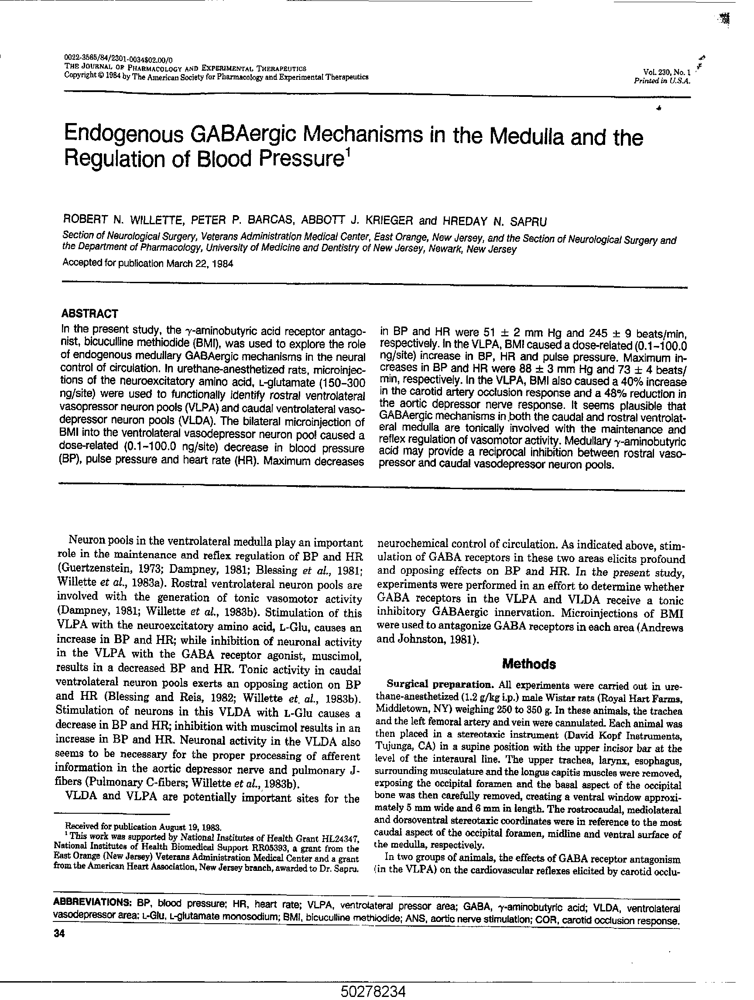 0022-3565/84/2301-0034$02.00/0
THE JOURNAL OF PHARMACOLOGY AND EXPERIMENTAL THERAPEUTICS
Copyright © 1984 by The American Society for Pharmacology and Experimental Therapeutics
Vol. 230, No. 1
Printed in U.S.A.
Endogenous GABAergic Mechanisms in the Medulla and the
Regulation of Blood Pressure¹
ROBERT N. WILLETTE, PETER P. BARCAS, ABBOTT J. KRIEGER and HREDAY N. SAPRU
Section of Neurological Surgery, Veterans Administration Medical Center, East Orange, New Jersey, and the Section of Neurological Surgery and
the Department of Pharmacology, University of Medicine and Dentistry of New Jersey, Newark, New Jersey
Accepted for publication March 22, 1984
ABSTRACT
In the present study, the γ-aminobutyric acid receptor antago-
nist, bicuculline methiodide (BMI), was used to explore the role
of endogenous medullary GABAergic mechanisms in the neural
control of circulation. In urethane-anesthetized rats, microinjec-
tions of the neuroexcitatory amino acid, L-glutamate (150-300
ng/site) were used to functionally identify rostral ventrolateral
vasopressor neuron pools (VLPA) and caudal ventrolateral vaso-
depressor neuron pools (VLDA). The bilateral microinjection of
BMI into the ventrolateral vasodepressor neuron pool caused a
dose-related (0.1-100.0 ng/site) decrease in blood pressure
(BP), pulse pressure and heart rate (HR). Maximum decreases
in BP and HR were 51 ± 2 mm Hg and 245 ± 9 beats/min,
respectively. In the VLPA, BMI caused a dose-related (0.1-100.0
ng/site) increase in BP, HR and pulse pressure. Maximum in-
creases in BP and HR were 88 ± 3 mm Hg and 73 ± 4 beats/
min, respectively. In the VLPA, BMI also caused a 40% increase
in the carotid artery occlusion response and a 48% reduction in
the aortic depressor nerve response. It seems plausible that
GABAergic mechanisms in both the caudal and rostral ventrolat-
eral medulla are tonically involved with the maintenance and
reflex regulation of vasomotor activity. Medullary γ-aminobutyric
acid may provide a reciprocal inhibition between rostral vaso-
pressor and caudal vasodepressor neuron pools.
Neuron pools in the ventrolateral medulla play an important
role in the maintenance and reflex regulation of BP and HR
(Guertzenstein, 1973; Dampney, 1981; Blessing et al., 1981;
Willette et al., 1983a). Rostral ventrolateral neuron pools are
involved with the generation of tonic vasomotor activity
(Dampney, 1981; Willette et al., 1983b). Stimulation of this
VLPA with the neuroexcitatory amino acid, L-Glu, causes an
increase in BP and HR; while inhibition of neuronal activity
in the VLPA with the GABA receptor agonist, muscimol,
results in a decreased BP and HR. Tonic activity in caudal
ventrolateral neuron pools exerts an opposing action on BP
and HR (Blessing and Reis, 1982; Willette et al., 1983b).
Stimulation of neurons in this VLDA with L-Glu causes a
decrease in BP and HR; inhibition with muscimol results in an
increase in BP and HR. Neuronal activity in the VLDA also
seems to be necessary for the proper processing of afferent
information in the aortic depressor nerve and pulmonary J-
fibers (Pulmonary C-fibers; Willette et al., 1983b).
VLDA and VLPA are potentially important sites for the
Received for publication August 19, 1983.
¹ This work was supported by National Institutes of Health Grant HL24347,
National Institutes of Health Biomedical Support RR05393, a grant from the
East Orange (New Jersey) Veterans Administration Medical Center and a grant
from the American Heart Association, New Jersey branch, awarded to Dr. Sapru.
neurochemical control of circulation. As indicated above, stim-
ulation of GABA receptors in these two areas elicits profound
and opposing effects on BP and HR. In the present study,
experiments were performed in an effort to determine whether
GABA receptors in the VLPA and VLDA receive a tonic
inhibitory GABAergic innervation. Microinjections of BMI
were used to antagonize GABA receptors in each area (Andrews
and Johnston, 1981).
Methods
Surgical preparation. All experiments were carried out in ure-
thane-anesthetized (1.2 g/kg i.p.) male Wistar rats (Royal Hart Farms,
Middletown, NY) weighing 250 to 350 g. In these animals, the trachea
and the left femoral artery and vein were cannulated. Each animal was
then placed in a stereotaxic instrument (David Kopf Instruments,
Tujunga, CA) in a supine position with the upper incisor bar at the
level of the interaural line. The upper trachea, larynx, esophagus,
surrounding musculature and the longus capitis muscles were removed,
exposing the occipital foramen and the basal aspect of the occipital
bone was then carefully removed, creating a ventral window approxi-
mately 5 mm wide and 6 mm in length. The rostrocaudal, mediolateral
and dorsoventral stereotaxic coordinates were in reference to the most
caudal aspect of the occipital foramen, midline and ventral surface of
the medulla, respectively.
In two groups of animals, the effects of GABA receptor antagonism
(in the VLPA) on the cardiovascular reflexes elicited by carotid occlu-
ABBREVIATIONS: BP, blood pressure; HR, heart rate; VLPA, ventrolateral pressor area; GABA, γ-aminobutyric acid; VLDA, ventrolateral
vasodepressor area; L-Glu, L-glutamate monosodium; BMI, bicuculline methiodide; ANS, aortic nerve stimulation; COR, carotid occlusion response.
34
50278234